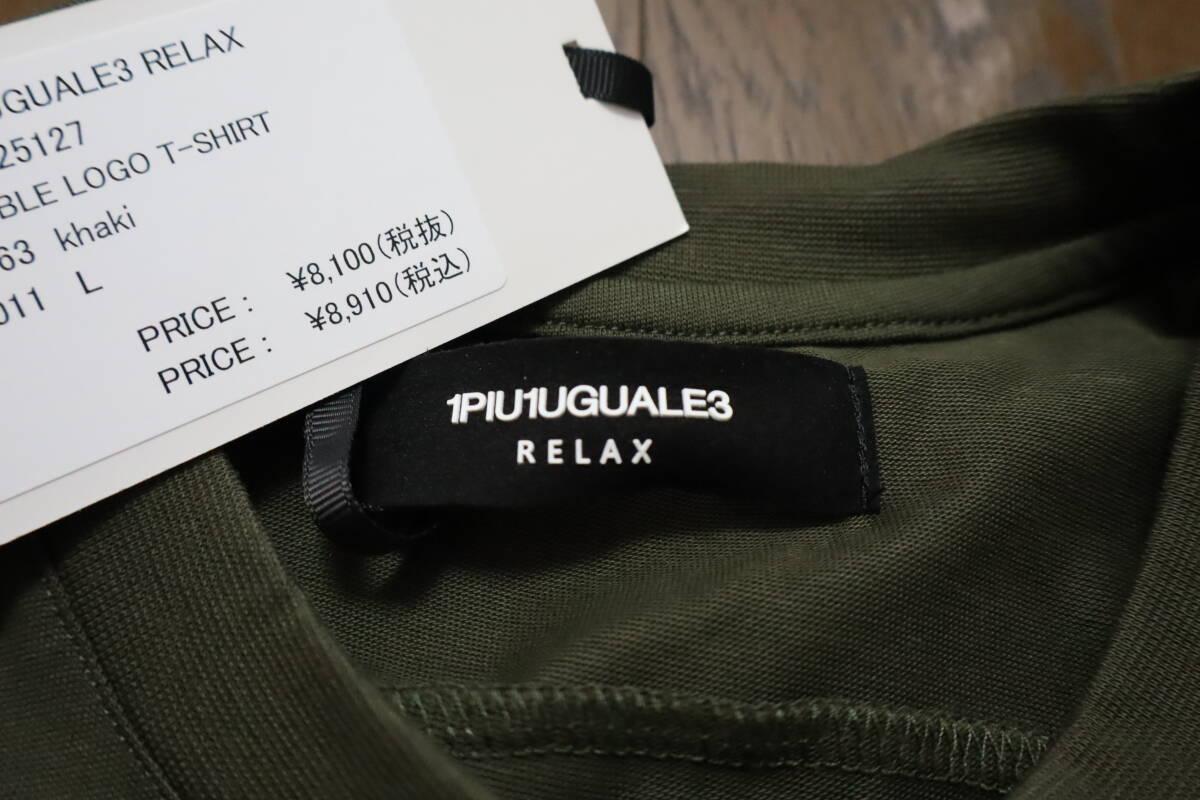 UGUALE3 RELAX
25127
BLE LOGO T-SHIRT
63 khaki
011 L
PRICE : ¥8,100(税抜)
PRICE : ¥8,910(税込)
1PIU1UGUALE3
RELAX